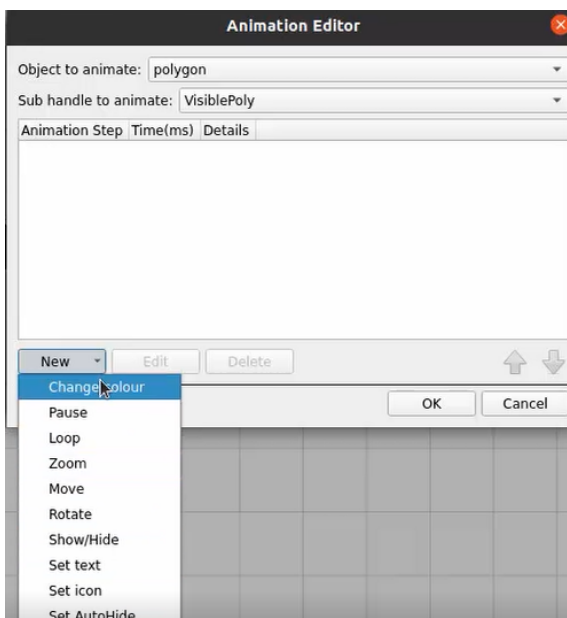 Animation Editor
Object to animate: polygon
Sub handle to animate: VisiblePoly
Animation Step Time(ms) Details
New Edit Delete
Change colour
OK Cancel
Pause
Loop
Zoom
Move
Rotate
Show/Hide
Set text
Set icon
Set AutoHide